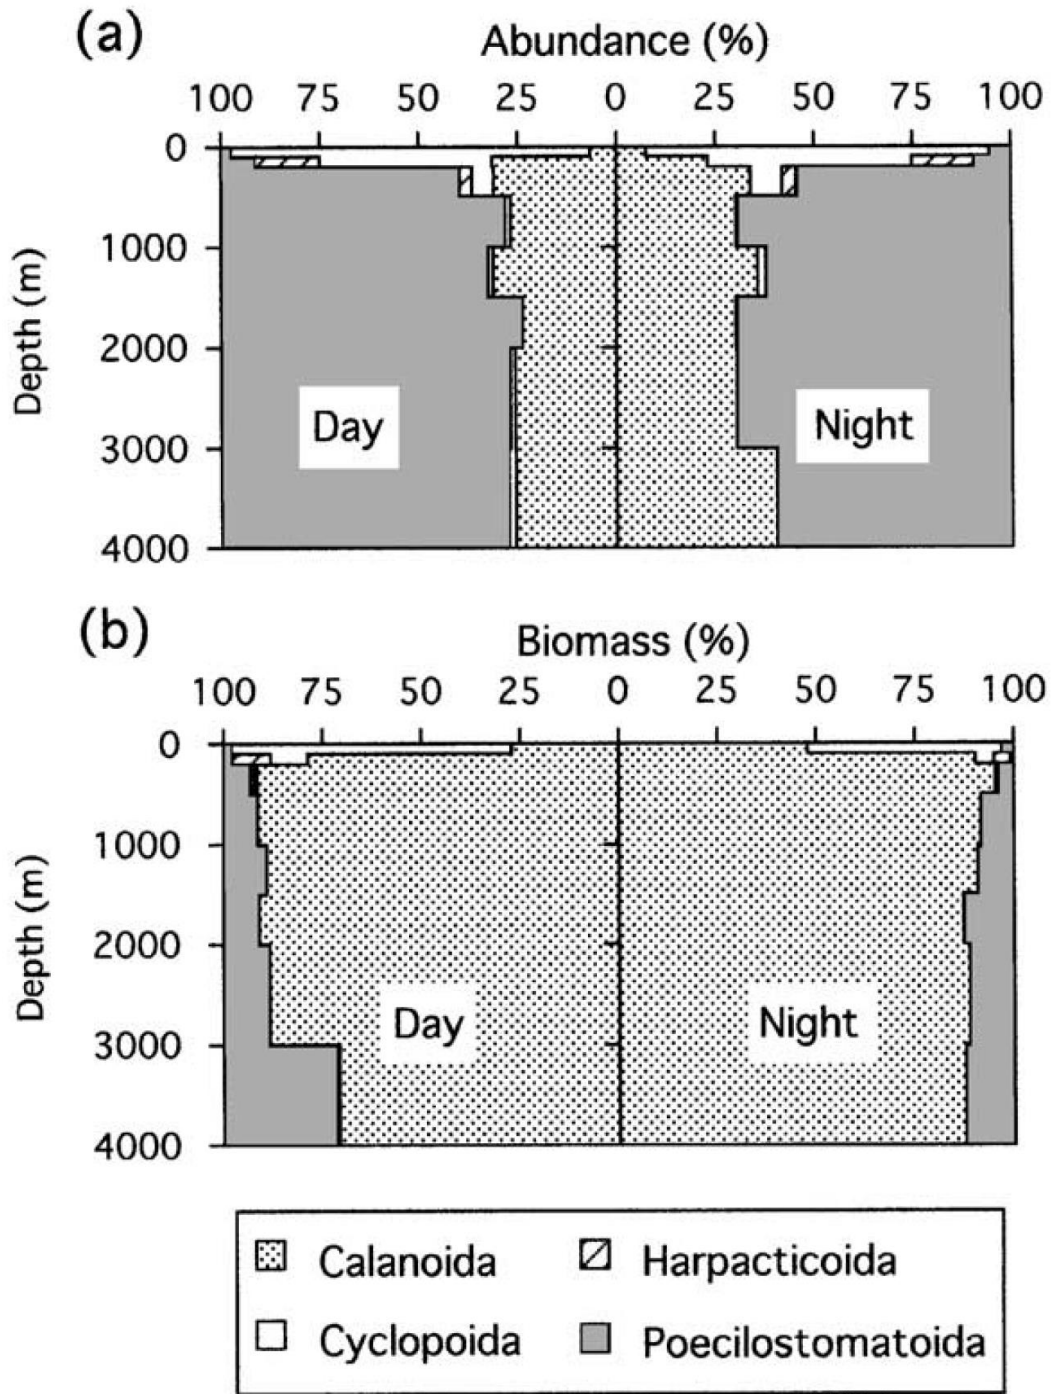 (a)
Abundance (%)
100 75 50 25 0 25 50 75 100
0
1000
2000
3000
4000
Depth (m)
Day
Night
(b)
Biomass (%)
100 75 50 25 0 25 50 75 100
0
1000
2000
3000
4000
Depth (m)
Day
Night
Calanoida
Harpacticoida
Cyclopoida
Poecilostomatoida